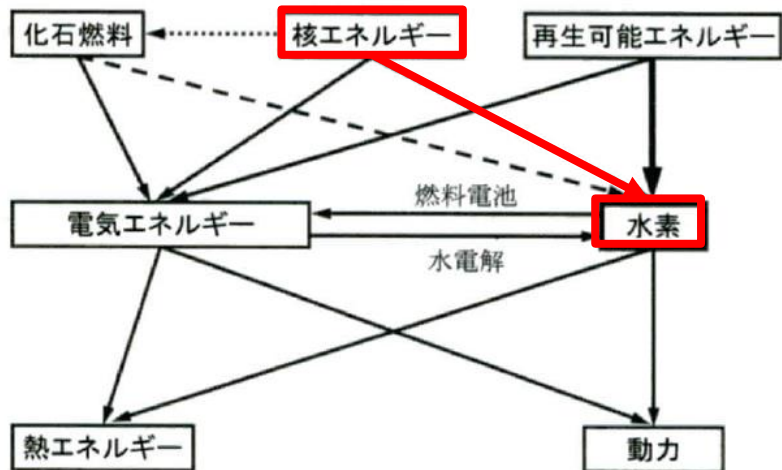 化石燃料
核エネルギー
再生可能エネルギー
燃料電池
電気エネルギー
水素
水電解
熱エネルギー
動力